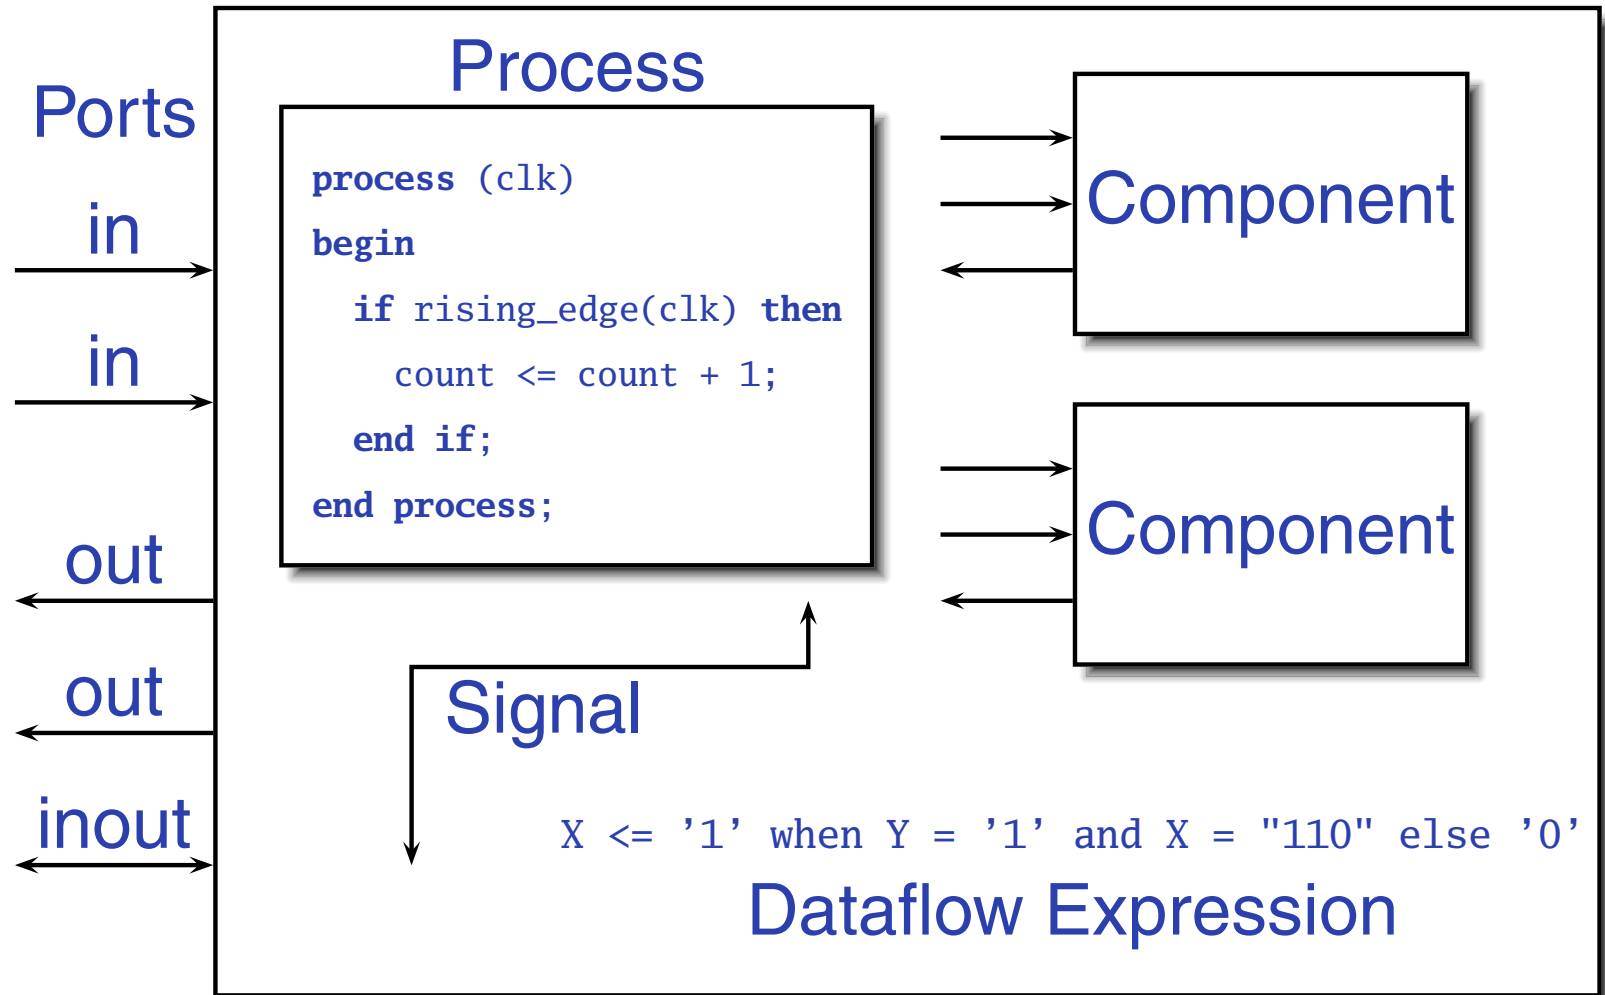 Ports
in
in
out
out
inout
Process
process (clk)
begin
if rising_edge(clk) then
count <= count + 1;
end if;
end process;
Component
Component
Signal
X <= ’1’ when Y = ’1’ and X = "110" else ’0’
Dataflow Expression